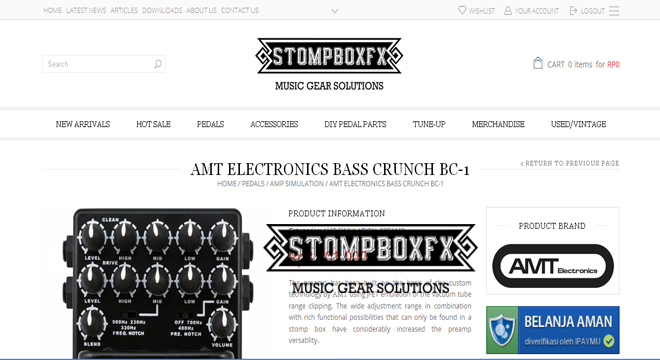 HOME LATEST NEWS ARTICLES DOWNLOADS ABOUT US CONTACT US
WISHLIST YOUR ACCOUNT LOGOUT
STOMPBOXFX
MUSIC GEAR SOLUTIONS
Search
CART 0 Items for RP0
NEW ARRIVALS HOT SALE PEDALS ACCESSORIES DIY PEDAL PARTS TUNE-UP MERCHANDISE USED/VINTAGE
AMT ELECTRONICS BASS CRUNCH BC-1
RETURN TO PREVIOUS PAGE
HOME / PEDALS / AMP SIMULATION / AMT ELECTRONICS BASS CRUNCH BC-1
CLEAN
LEVEL HIGH MID LOW GAIN
DRIVE
LEVEL HIGH MID LOW GAIN
500HZ 230HZ OFF 700HZ
330HZ 400HZ
FREQ. NOTCH PRE. NOTCH
BLEND VOLUME
PRODUCT INFORMATION
STOMPBOXFX
MUSIC GEAR SOLUTIONS
custom
technology by AMT using JFET emulation of the vacuum tube
range clipping. The wide adjustment range in combination
with rich functional possibilities that can only be found in a
stomp box have considerably increased the preamp
versatility.
PRODUCT BRAND
AMT Electronics
BELANJA AMAN
diverifikasi oleh IPAYMU